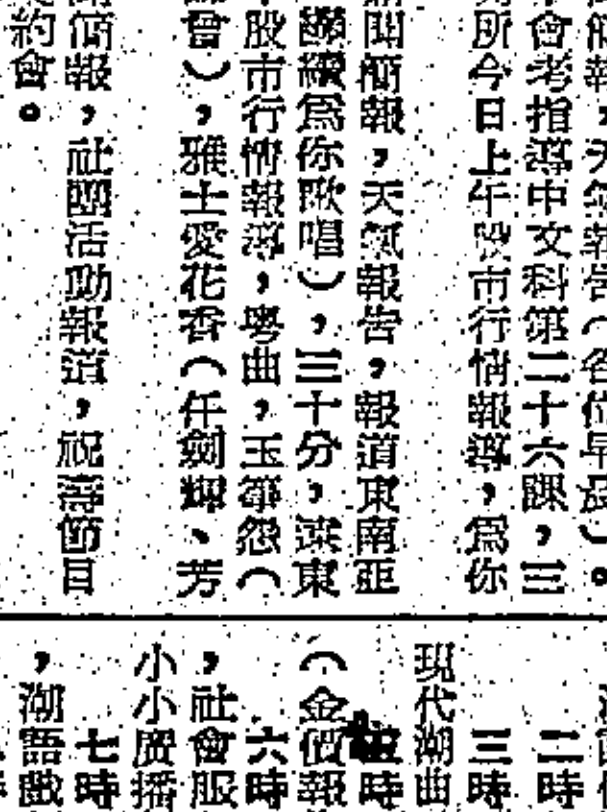 簡報，天氣報告（各位早晨）。
會考指導中文科第二十六課，三
所今日上午股市行情報導，爲你
聞簡報，天氣報告，報道東南亞
繼續爲你歌唱），三十分，遠東
股市行情報導，粵曲，玉簪怨（
曾），雅士愛花香（任劍輝、芳
簡報，社團活動報道，祝壽節目
約會。
二時
三時
現代潮曲
時
（金價報
六時
，社會服
小小廣播
七時
，潮語戲